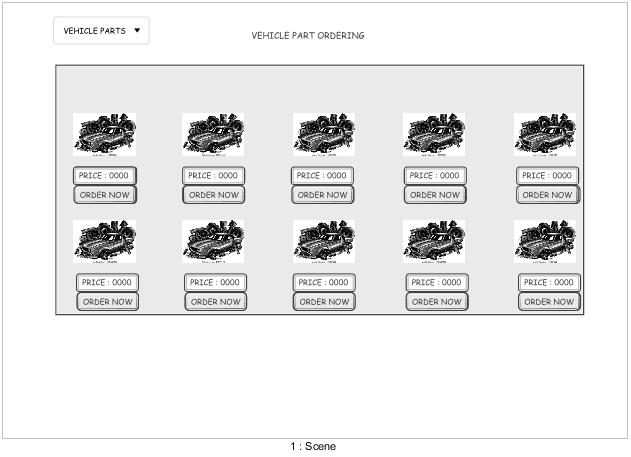 VEHICLE PARTS
VEHICLE PART ORDERING
PRICE : 0000 PRICE : 0000 PRICE : 0000 PRICE : 0000 PRICE : 0000
ORDER NOW ORDER NOW ORDER NOW ORDER NOW ORDER NOW
PRICE : 0000 PRICE : 0000 PRICE : 0000 PRICE : 0000 PRICE : 0000
ORDER NOW ORDER NOW ORDER NOW ORDER NOW ORDER NOW
1 : Scene